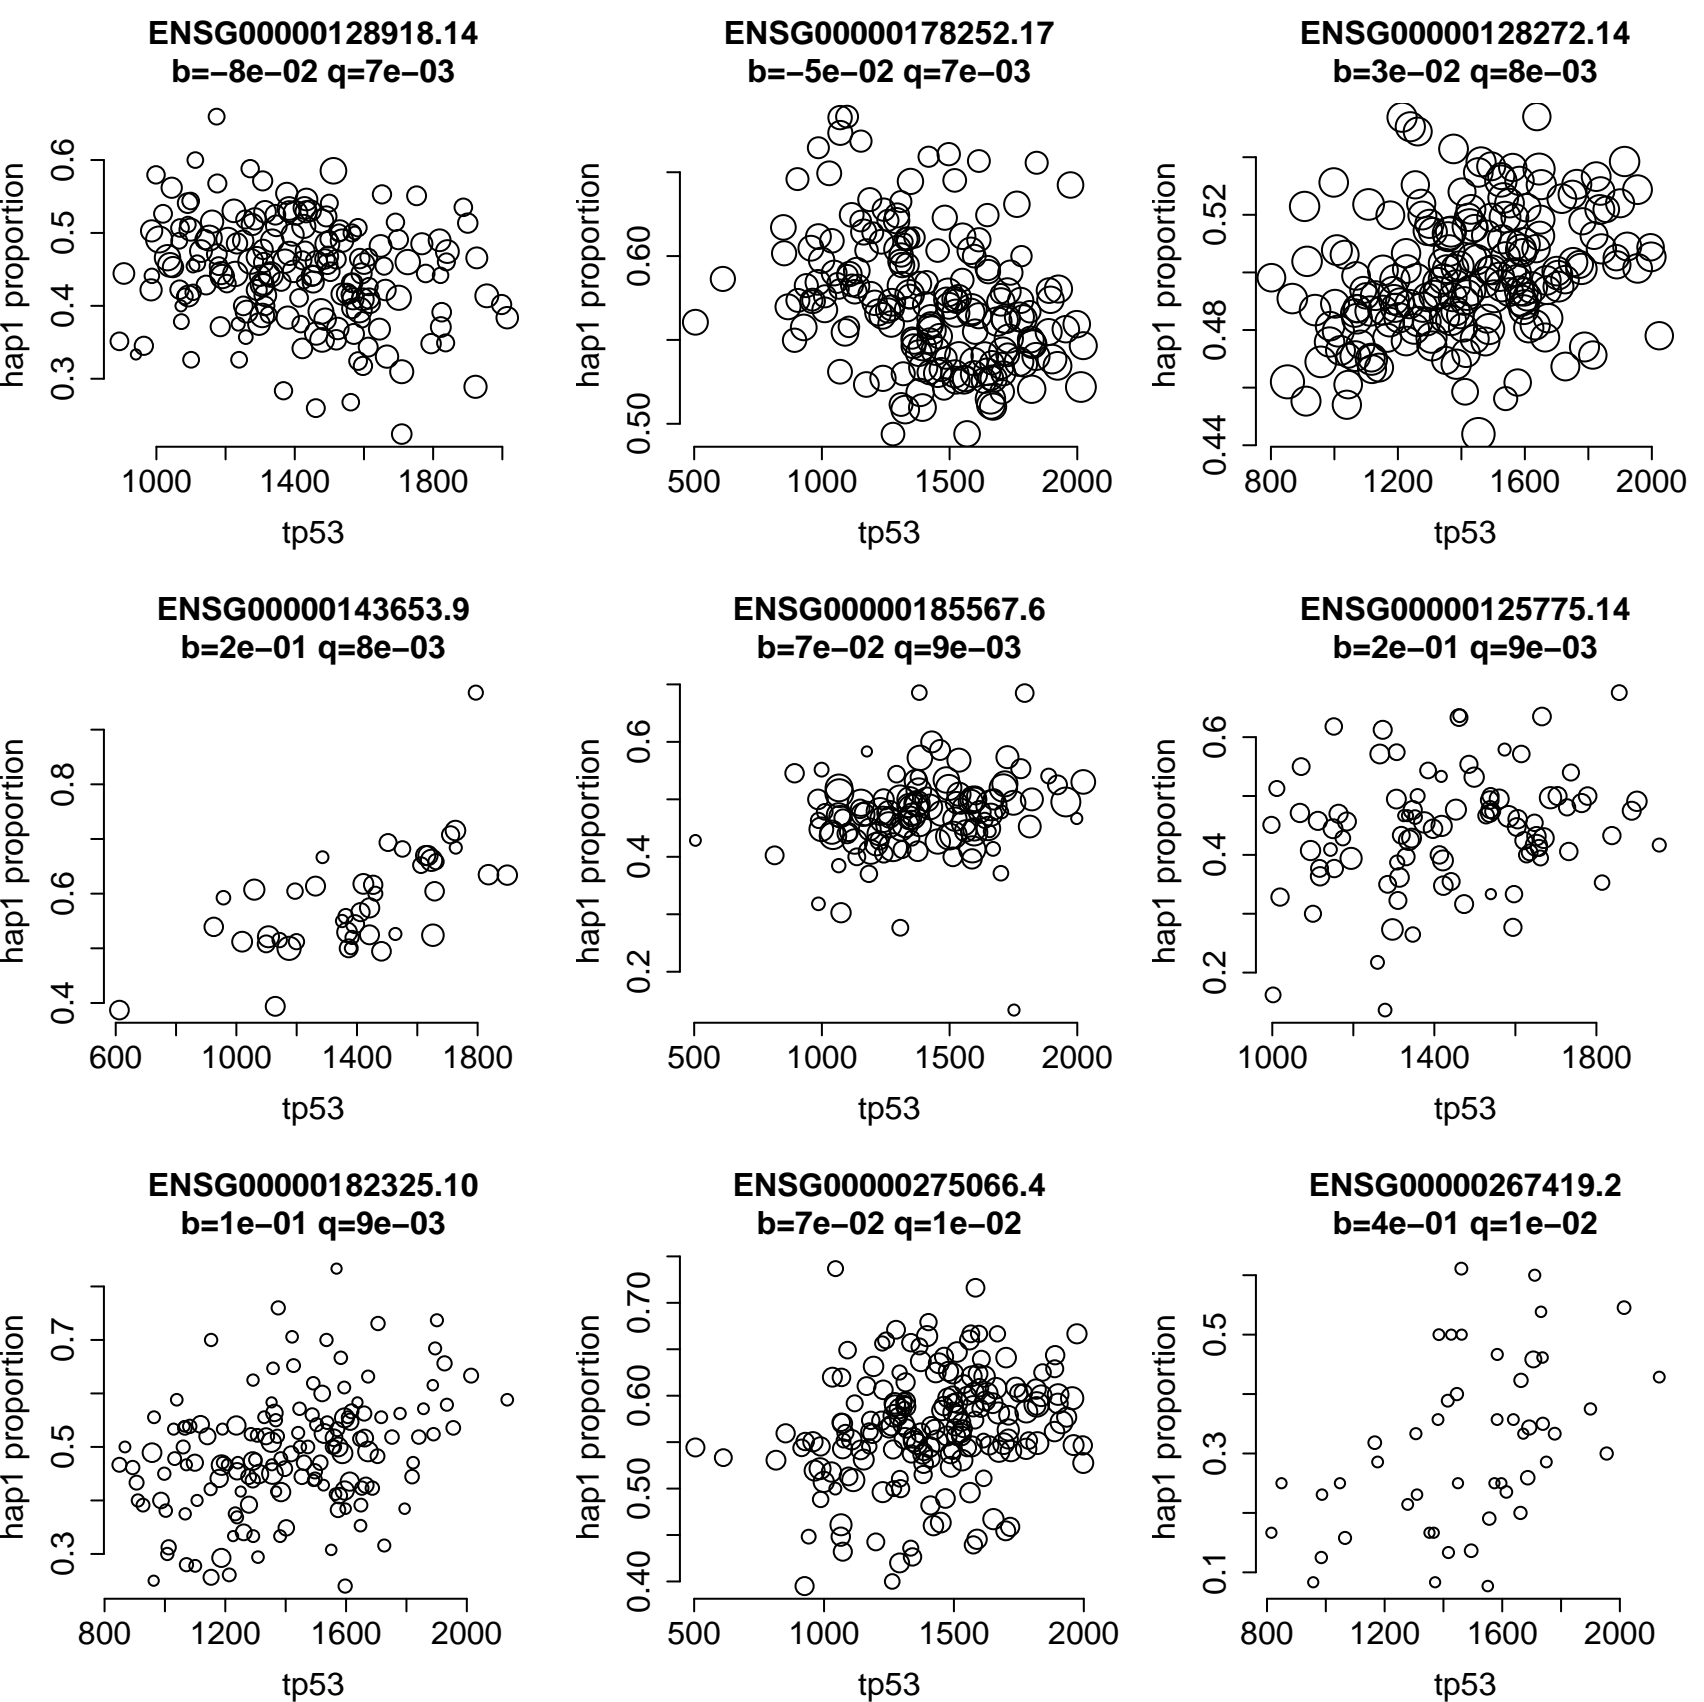 ENSG00000128918.14
b=−8e−02 q=7e−03
hap1 proportion
0.6
0.5
0.4
0.3
1000 1400 1800
tp53
ENSG00000178252.17
b=−5e−02 q=7e−03
hap1 proportion
0.60
0.50
500 1000 1500 2000
tp53
ENSG00000128272.14
b=3e−02 q=8e−03
hap1 proportion
0.52
0.48
0.44
800 1200 1600 2000
tp53
ENSG00000143653.9
b=2e−01 q=8e−03
hap1 proportion
0.8
0.6
0.4
600 1000 1400 1800
tp53
ENSG00000185567.6
b=7e−02 q=9e−03
hap1 proportion
0.6
0.4
0.2
500 1000 1500 2000
tp53
ENSG00000125775.14
b=2e−01 q=9e−03
hap1 proportion
0.6
0.4
0.2
1000 1400 1800
tp53
ENSG00000182325.10
b=1e−01 q=9e−03
hap1 proportion
0.7
0.5
0.3
800 1200 1600 2000
tp53
ENSG00000275066.4
b=7e−02 q=1e−02
hap1 proportion
0.70
0.60
0.50
0.40
500 1000 1500 2000
tp53
ENSG00000267419.2
b=4e−01 q=1e−02
hap1 proportion
0.5
0.3
0.1
800 1200 1600 2000
tp53